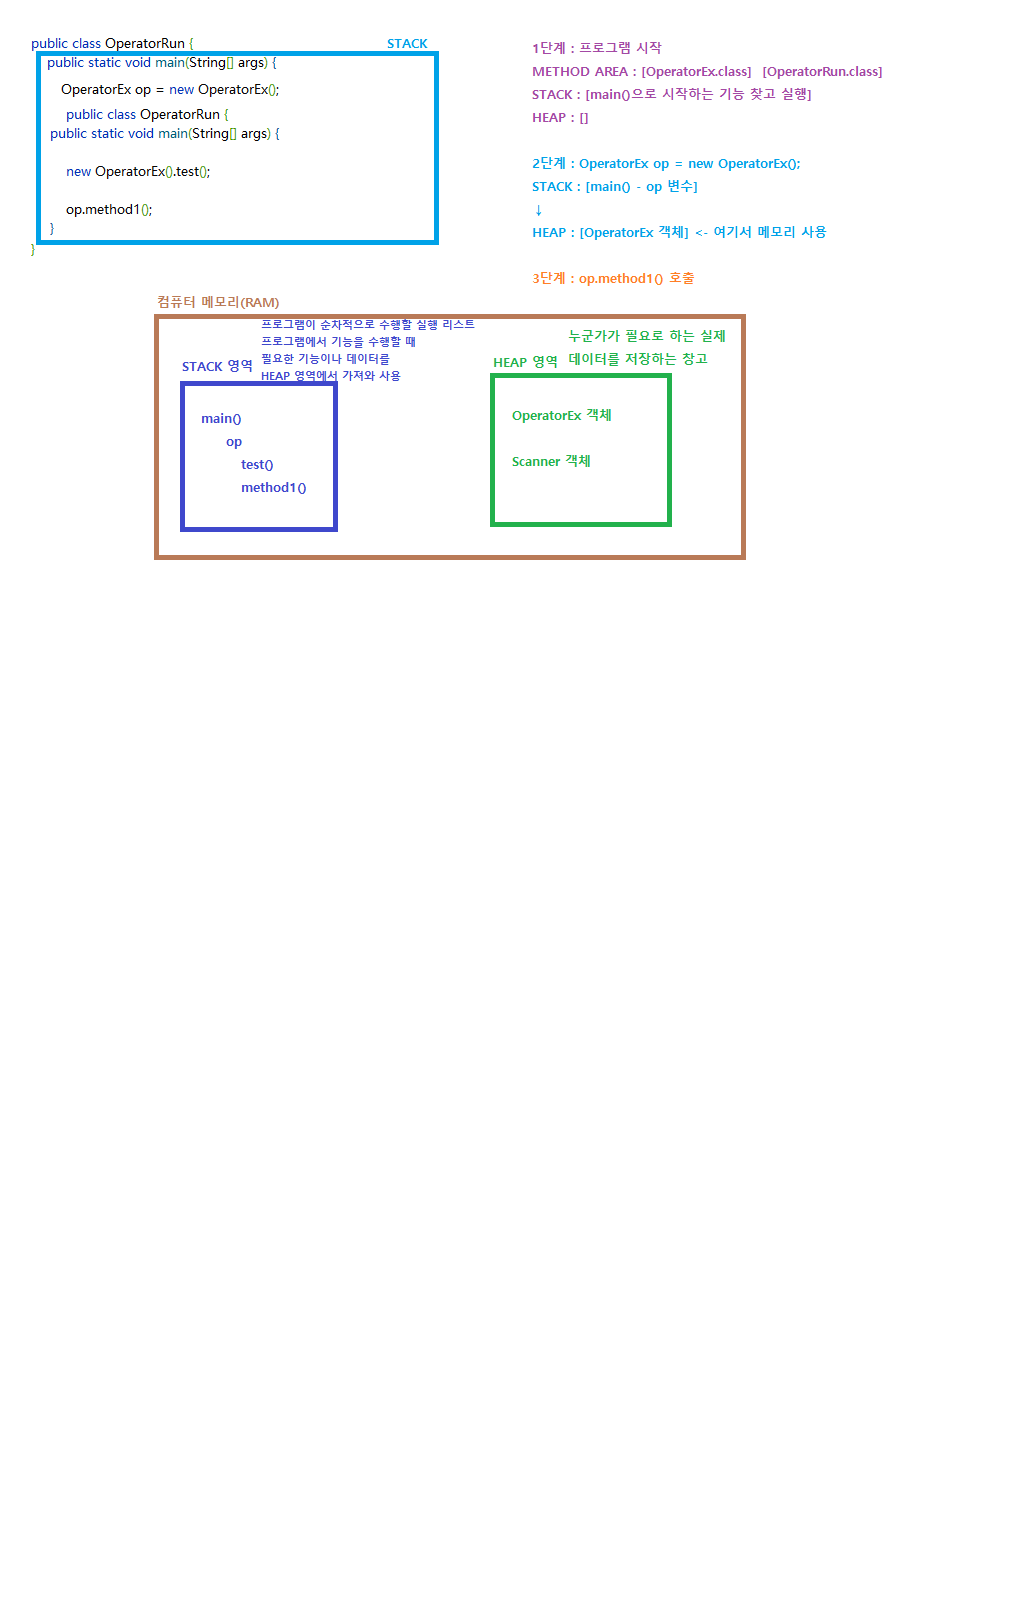 public class OperatorRun {
STACK
public static void main(String[] args) {
OperatorEx op = new OperatorEx();
public class OperatorRun {
public static void main(String[] args) {
new OperatorEx().test();
op.method1();
}
}
1단계 : 프로그램 시작
METHOD AREA : [OperatorEx.class] [OperatorRun.class]
STACK : [main()으로 시작하는 기능 찾고 실행]
HEAP : []
2단계 : OperatorEx op = new OperatorEx();
STACK : [main() - op 변수]
↓
HEAP : [OperatorEx 객체] <- 여기서 메모리 사용
3단계 : op.method1() 호출
컴퓨터 메모리(RAM)
프로그램이 순차적으로 수행할 실행 리스트
프로그램에서 기능을 수행할 때
필요한 기능이나 데이터를
HEAP 영역에서 가져와 사용
STACK 영역
main()
op
test()
method1()
누군가가 필요로 하는 실제
데이터를 저장하는 창고
HEAP 영역
OperatorEx 객체
Scanner 객체